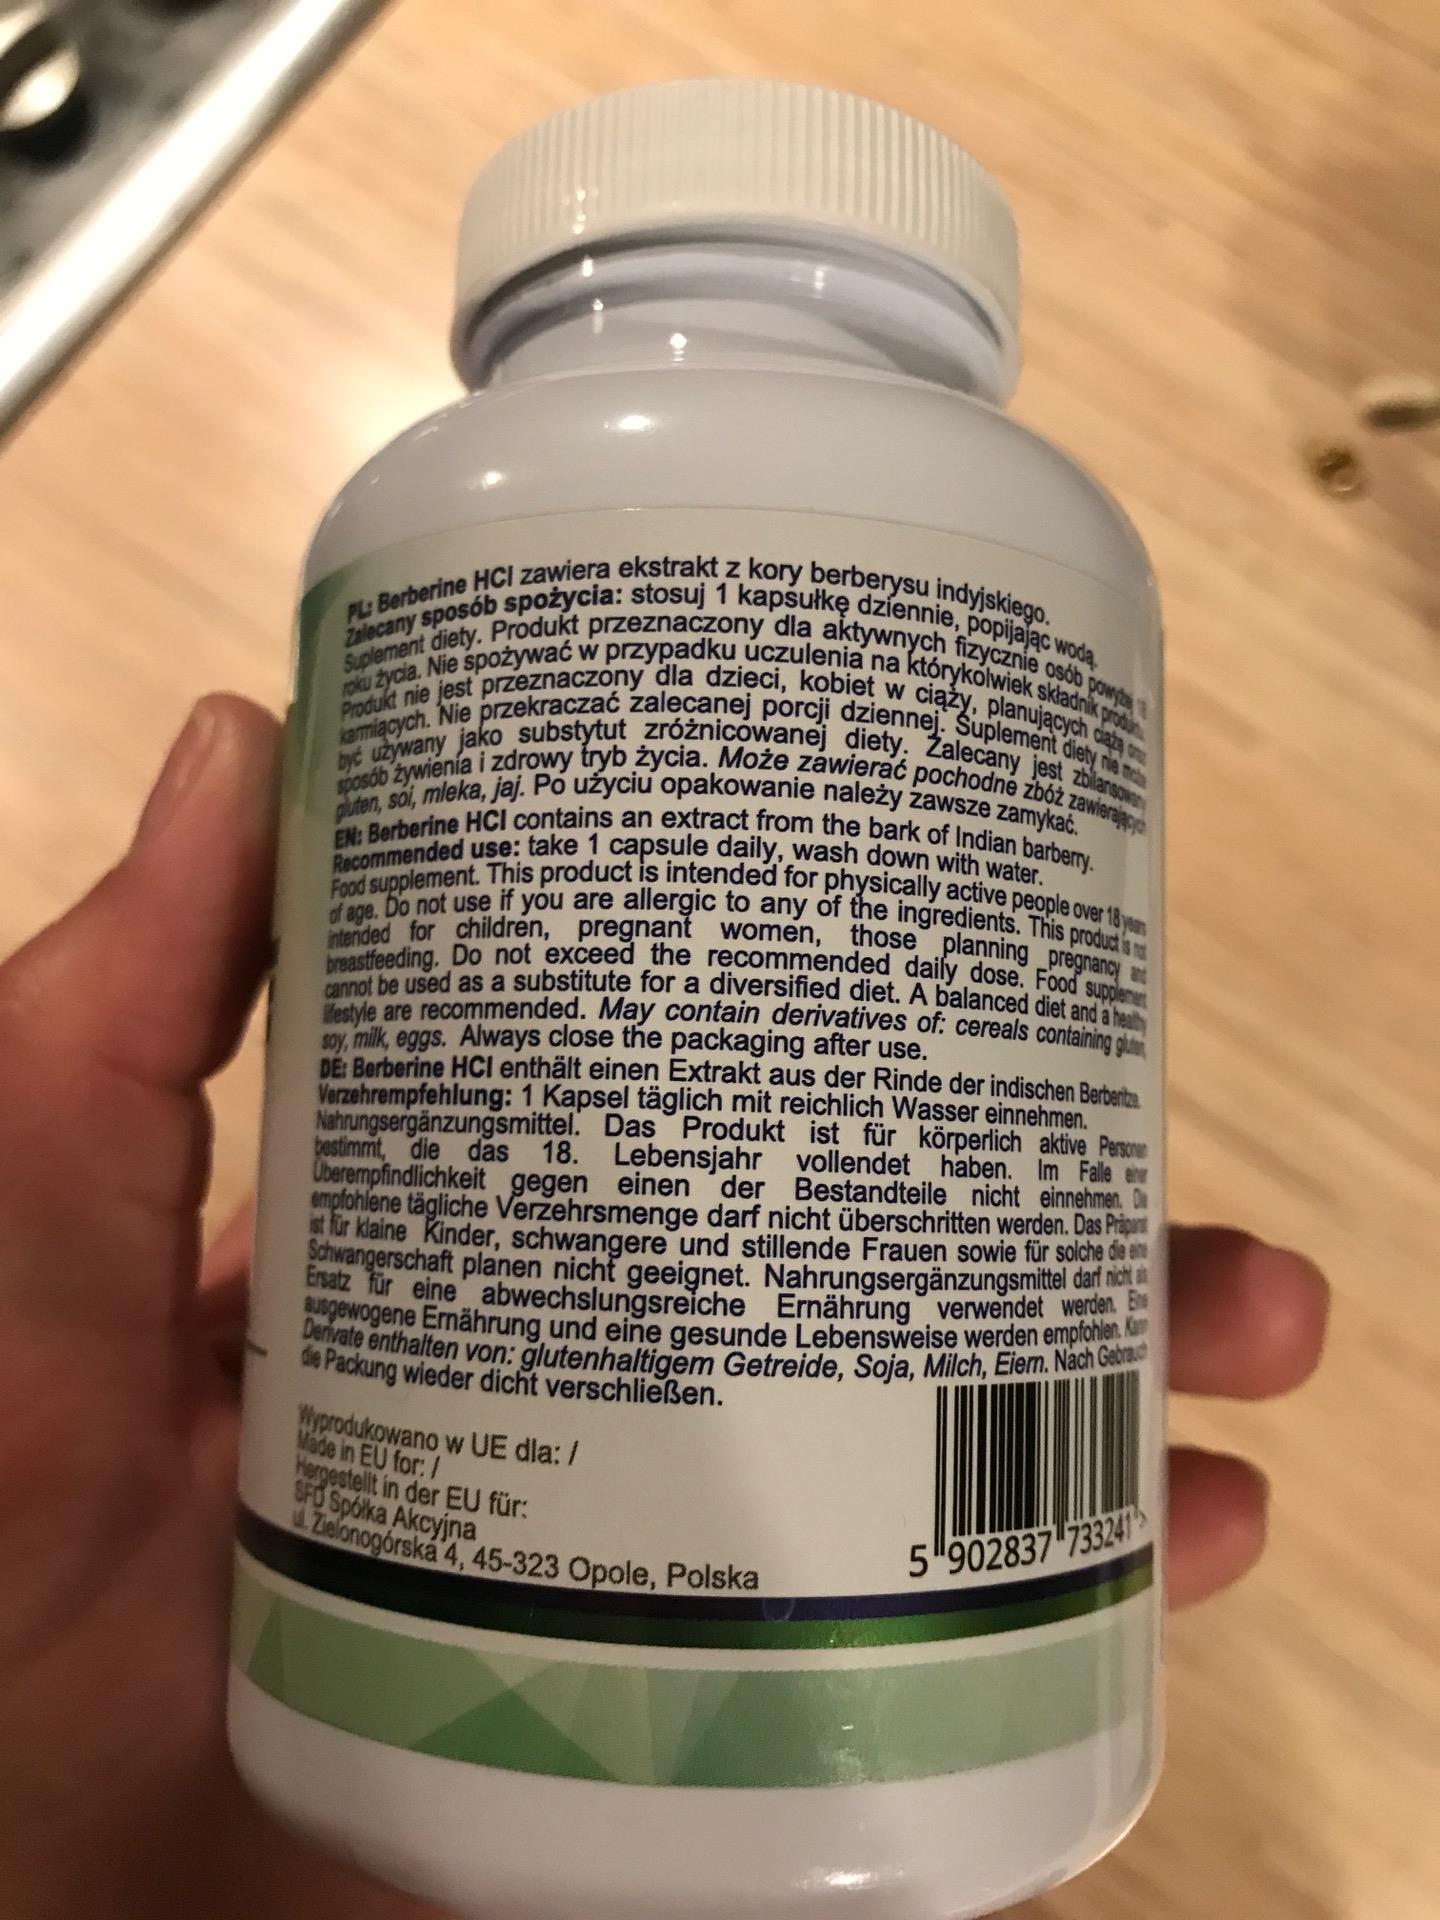 PL: Berberine HCl zawiera ekstrakt z kory berberysu indyjskiego.
Zalecany sposób spożycia: stosuj 1 kapsułkę dziennie, popijając wodą.
Suplement diety. Produkt przeznaczony dla aktywnych fizycznie osób powyżej 18
roku życia. Nie spożywać w przypadku uczulenia na którykolwiek składnik produktu.
Produkt nie jest przeznaczony dla dzieci, kobiet w ciąży, planujących ciążę oraz
karmiących. Nie przekraczać zalecanej porcji dziennej. Suplement diety nie może
być używany jako substytut zróżnicowanej diety. Zalecany jest zbilansowany
sposób żywienia i zdrowy tryb życia. Może zawierać pochodne zbóż zawierających
gluten, soi, mleka, jaj. Po użyciu opakowanie należy zawsze zamykać.
EN: Berberine HCl contains an extract from the bark of Indian barberry.
Recommended use: take 1 capsule daily, wash down with water.
Food supplement. This product is intended for physically active people over 18 years
of age. Do not use if you are allergic to any of the ingredients. This product is not
intended for children, pregnant women, those planning pregnancy and
breastfeeding. Do not exceed the recommended daily dose. Food supplement
cannot be used as a substitute for a diversified diet. A balanced diet and a healthy
lifestyle are recommended. May contain derivatives of: cereals containing gluten,
soy, milk, eggs. Always close the packaging after use.
DE: Berberine HCl enthält einen Extrakt aus der Rinde der indischen Berberitze.
Verzehrempfehlung: 1 Kapsel täglich mit reichlich Wasser einnehmen.
Nahrungsergänzungsmittel. Das Produkt ist für körperlich aktive Personen
bestimmt, die das 18. Lebensjahr vollendet haben. Im Falle einer
Überempfindlichkeit gegen einen der Bestandteile nicht einnehmen. Die
empfohlene tägliche Verzehrsmenge darf nicht überschritten werden. Das Präparat
ist für klaine Kinder, schwangere und stillende Frauen sowie für solche die eine
Schwangerschaft planen nicht geeignet. Nahrungsergänzungsmittel darf nicht als
Ersatz für eine abwechslungsreiche Ernährung verwendet werden. Eine
ausgewogene Ernährung und eine gesunde Lebensweise werden empfohlen. Kann
Derivate enthalten von: glutenhaltigem Getreide, Soja, Milch, Eiern. Nach Gebrauch
die Packung wieder dicht verschließen.
Wyprodukowano w UE dla: /
Made in EU for: /
Hergestellt in der EU für:
SFD Spółka Akcyjna
ul. Zielonogórska 4, 45-323 Opole, Polska
5 902837 733241 >